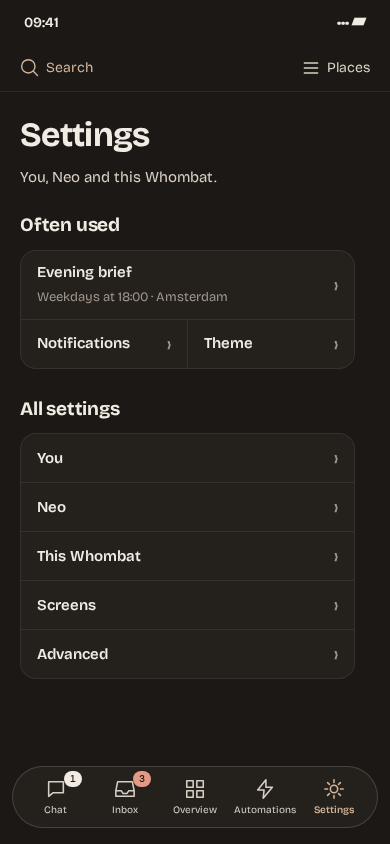 09:41
Search
Places
Settings
You, Neo and this Whombat.
Often used
Evening brief
Weekdays at 18:00 · Amsterdam
Notifications
Theme
All settings
You
Neo
This Whombat
Screens
Advanced
1
3
Chat
Inbox
Overview
Automations
Settings